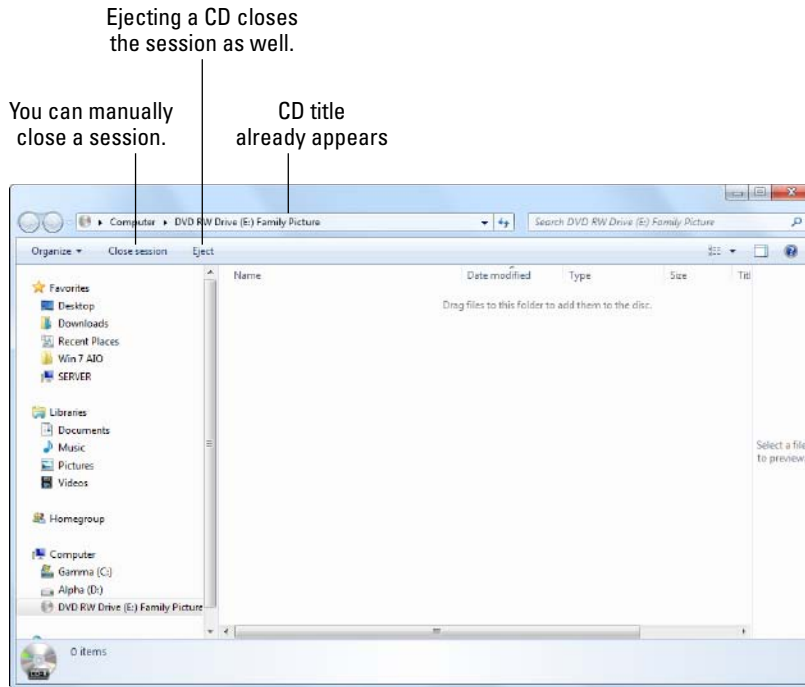 Ejecting a CD closes
the session as well.
You can manually
close a session.
CD title
already appears
Computer DVD RW Drive (E:) Family Picture
Search DVD RW Drive (E:) Family Picture
Organize Close session Eject
Name Date modified Type Size Titl
Drag files to this folder to add them to the disc.
Favorites
Desktop
Downloads
Recent Places
Win 7 AIO
SERVER
Libraries
Documents
Music
Pictures
Videos
Select a file
to preview.
Homegroup
Computer
Gamma (C:)
Alpha (D:)
DVD RW Drive (E:) Family Picture
0 items